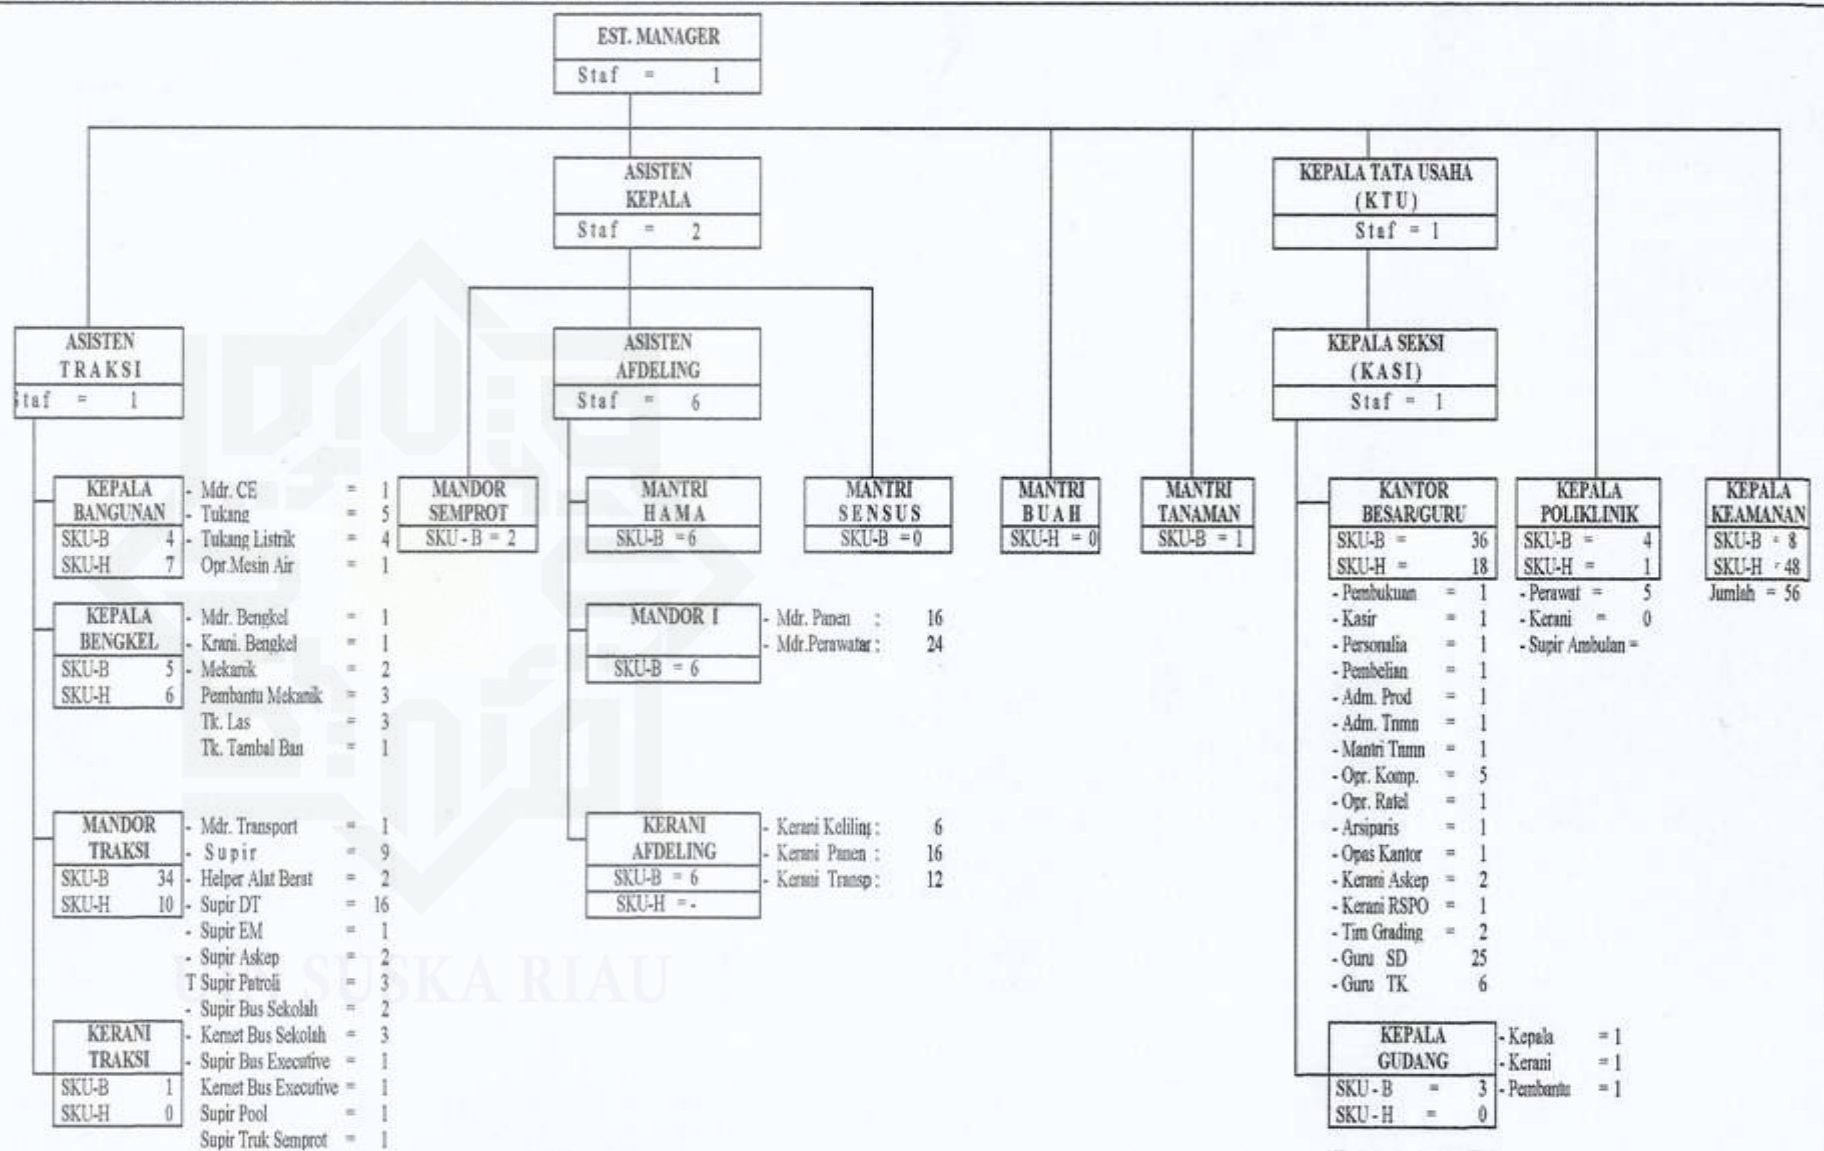 EST. MANAGER
Staf = 1
ASISTEN
KEPALA
Staf = 2
KEPALA TATA USAHA
(KTU)
Staf = 1
ASISTEN
TRAKSI
Staf = 1
ASISTEN
AFDELING
Staf = 6
KEPALA SEKSI
(KASI)
Staf = 1
KEPALA
BANGUNAN
SKU-B 4
SKU-H 7
- Mdr. CE = 1
- Tukang = 5
- Tukang Listrik = 4
Opr.Mesin Air = 1
KEPALA
BENGKEL
SKU-B 5
SKU-H 6
- Mdr. Bengkel = 1
- Krani. Bengkel = 1
- Mekanik = 2
Pembantu Mekanik = 3
Tk. Las = 3
Tk. Tambal Ban = 1
MANDOR
TRAKSI
SKU-B 34
SKU-H 10
- Mdr. Transport = 1
- Supir = 9
- Helper Alat Berat = 2
- Supir DT = 16
- Supir EM = 1
- Supir Askep = 2
T Supir Patroli = 3
- Supir Bus Sekolah = 2
KERANI
TRAKSI
SKU-B 1
SKU-H 0
- Kernet Bus Sekolah = 3
- Supir Bus Executive = 1
Kernet Bus Executive = 1
Supir Pool = 1
Supir Truk Semprot = 1
MANDOR
SEMPROT
SKU - B = 2
MANTRI
HAMA
SKU-B = 6
MANDOR I
SKU-B = 6
- Mdr. Panen : 16
- Mdr.Perawatar : 24
KERANI
AFDELING
SKU-B = 6
SKU-H = -
- Kerani Keliling : 6
- Kerani Panen : 16
- Kerani Transp : 12
MANTRI
SENSUS
SKU-B = 0
MANTRI
BUAH
SKU-H = 0
MANTRI
TANAMAN
SKU-B = 1
KANTOR
BESAR/GURU
SKU-B = 36
SKU-H = 18
- Pembukuan = 1
- Kasir = 1
- Personalia = 1
- Pembelian = 1
- Adm. Prod = 1
- Adm. Tnmn = 1
- Mantri Tnmn = 1
- Opr. Komp. = 5
- Opr. Ratel = 1
- Arsiparis = 1
- Opas Kantor = 1
- Kerani Askep = 2
- Kerani RSPO = 1
- Tim Grading = 2
- Guru SD 25
- Guru TK 6
KEPALA
GUDANG
SKU - B = 3
SKU - H = 0
- Kepala = 1
- Kerani = 1
- Pembantu = 1
KEPALA
POLIKLINIK
SKU-B = 4
SKU-H = 1
- Perawat = 5
- Kerani = 0
- Supir Ambulan =
KEPALA
KEAMANAN
SKU-B = 8
SKU-H = 48
Jumlah = 56
UIN SUSKA RIAU